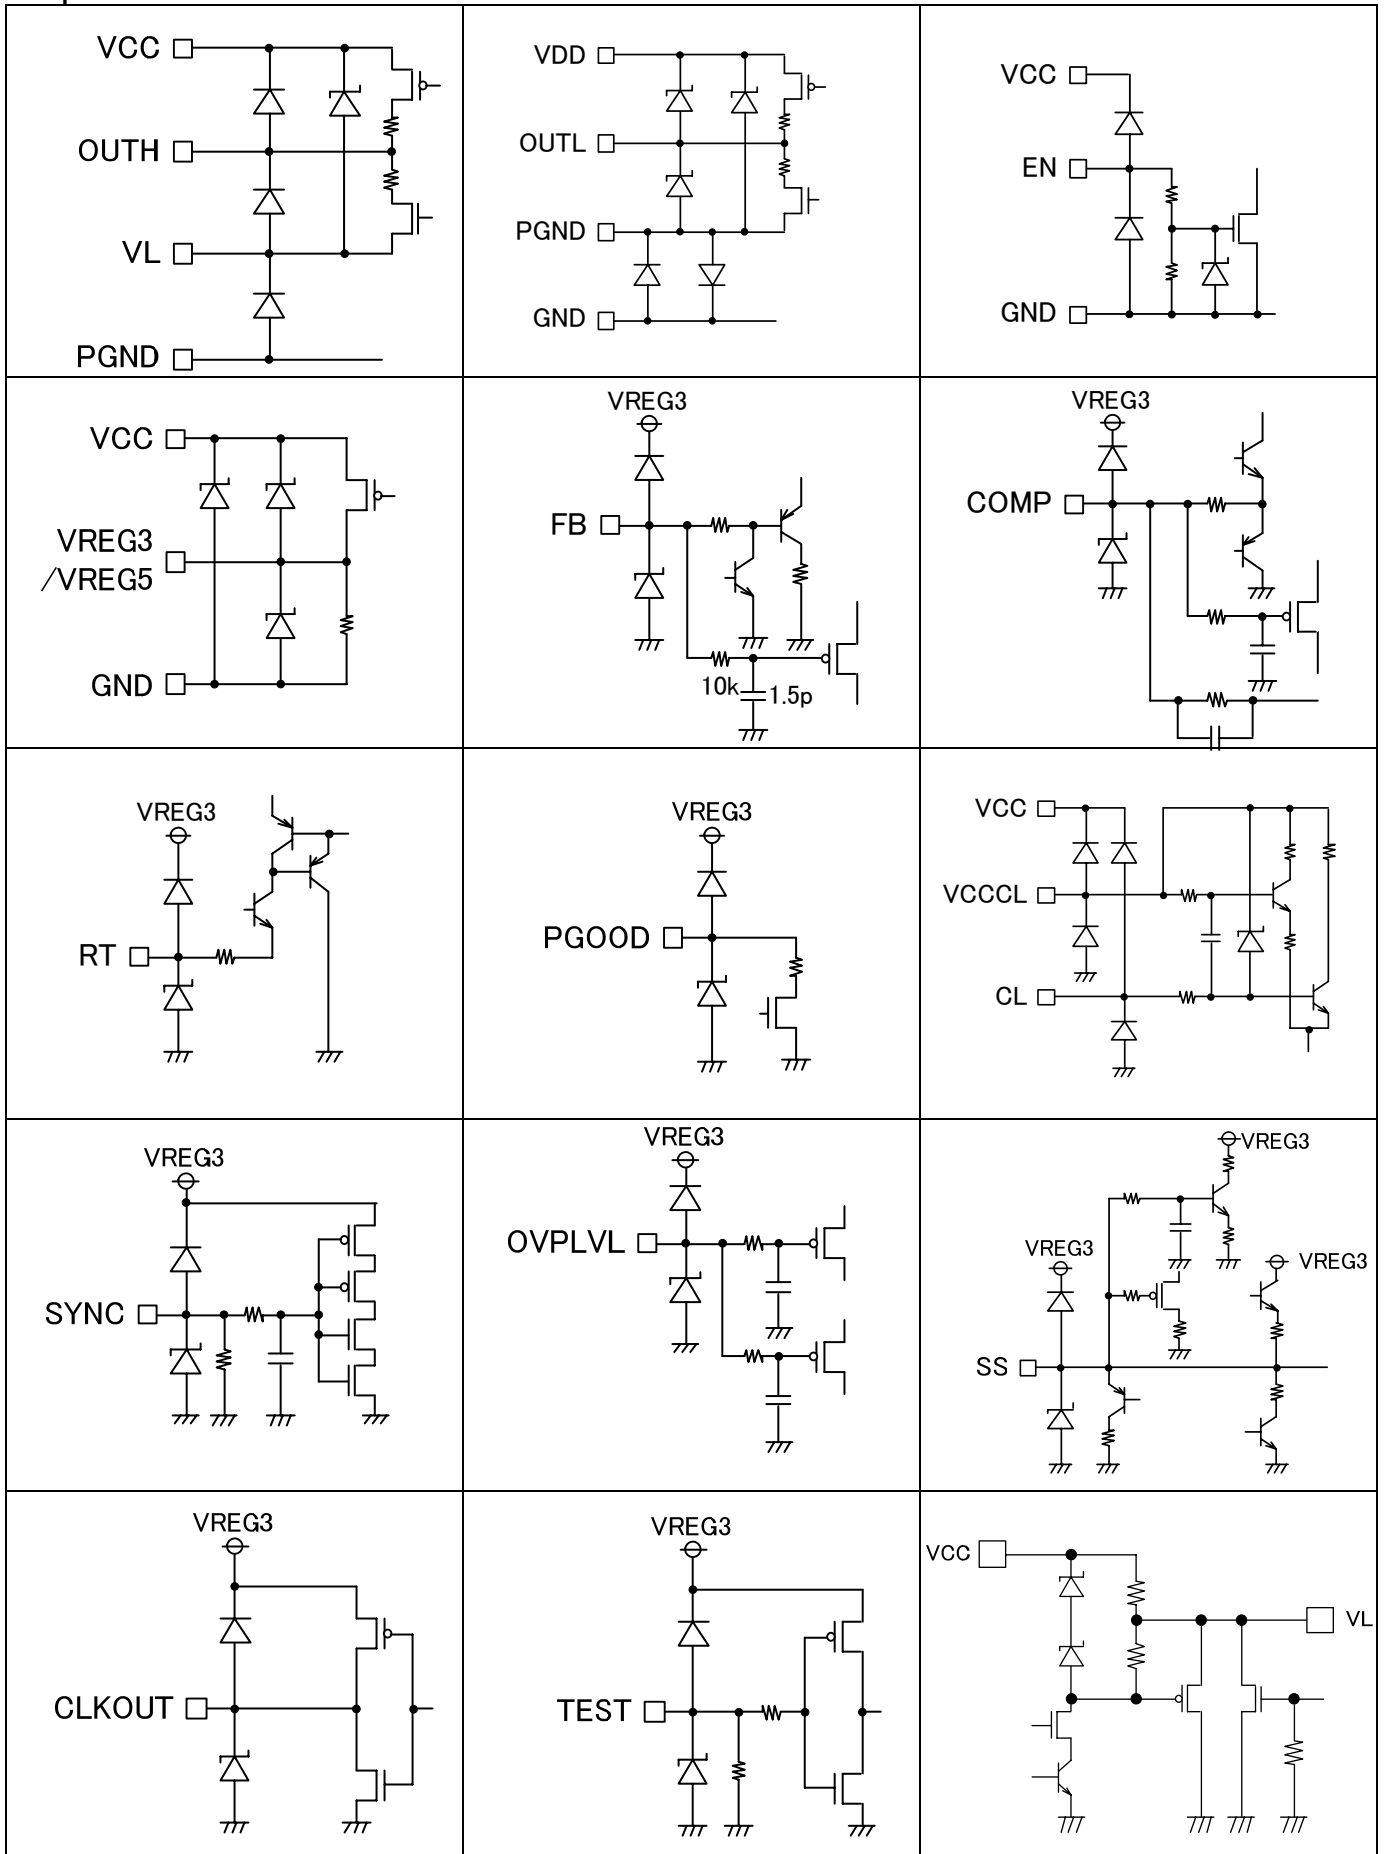 VCC
OUTH
VL
PGND
VDD
OUTL
PGND
GND
VCC
EN
GND
VCC
VREG3
/VREG5
GND
VREG3
FB
10k
1.5p
VREG3
COMP
VREG3
RT
VREG3
PGOOD
VCC
VCCCL
CL
VREG3
SYNC
VREG3
OVPLVL
VREG3
VREG3
VREG3
SS
VREG3
CLKOUT
VREG3
TEST
VCC
VL